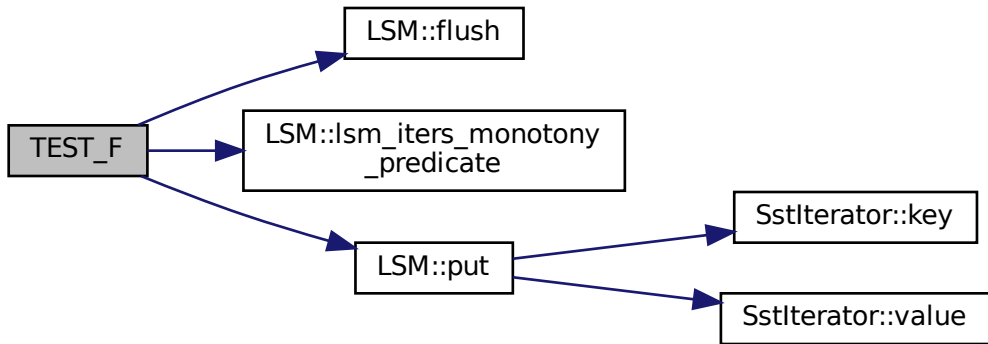 LSM::flush
TEST_F
LSM::lsm_iters_monotony
_predicate
LSM::put
SstIterator::key
SstIterator::value